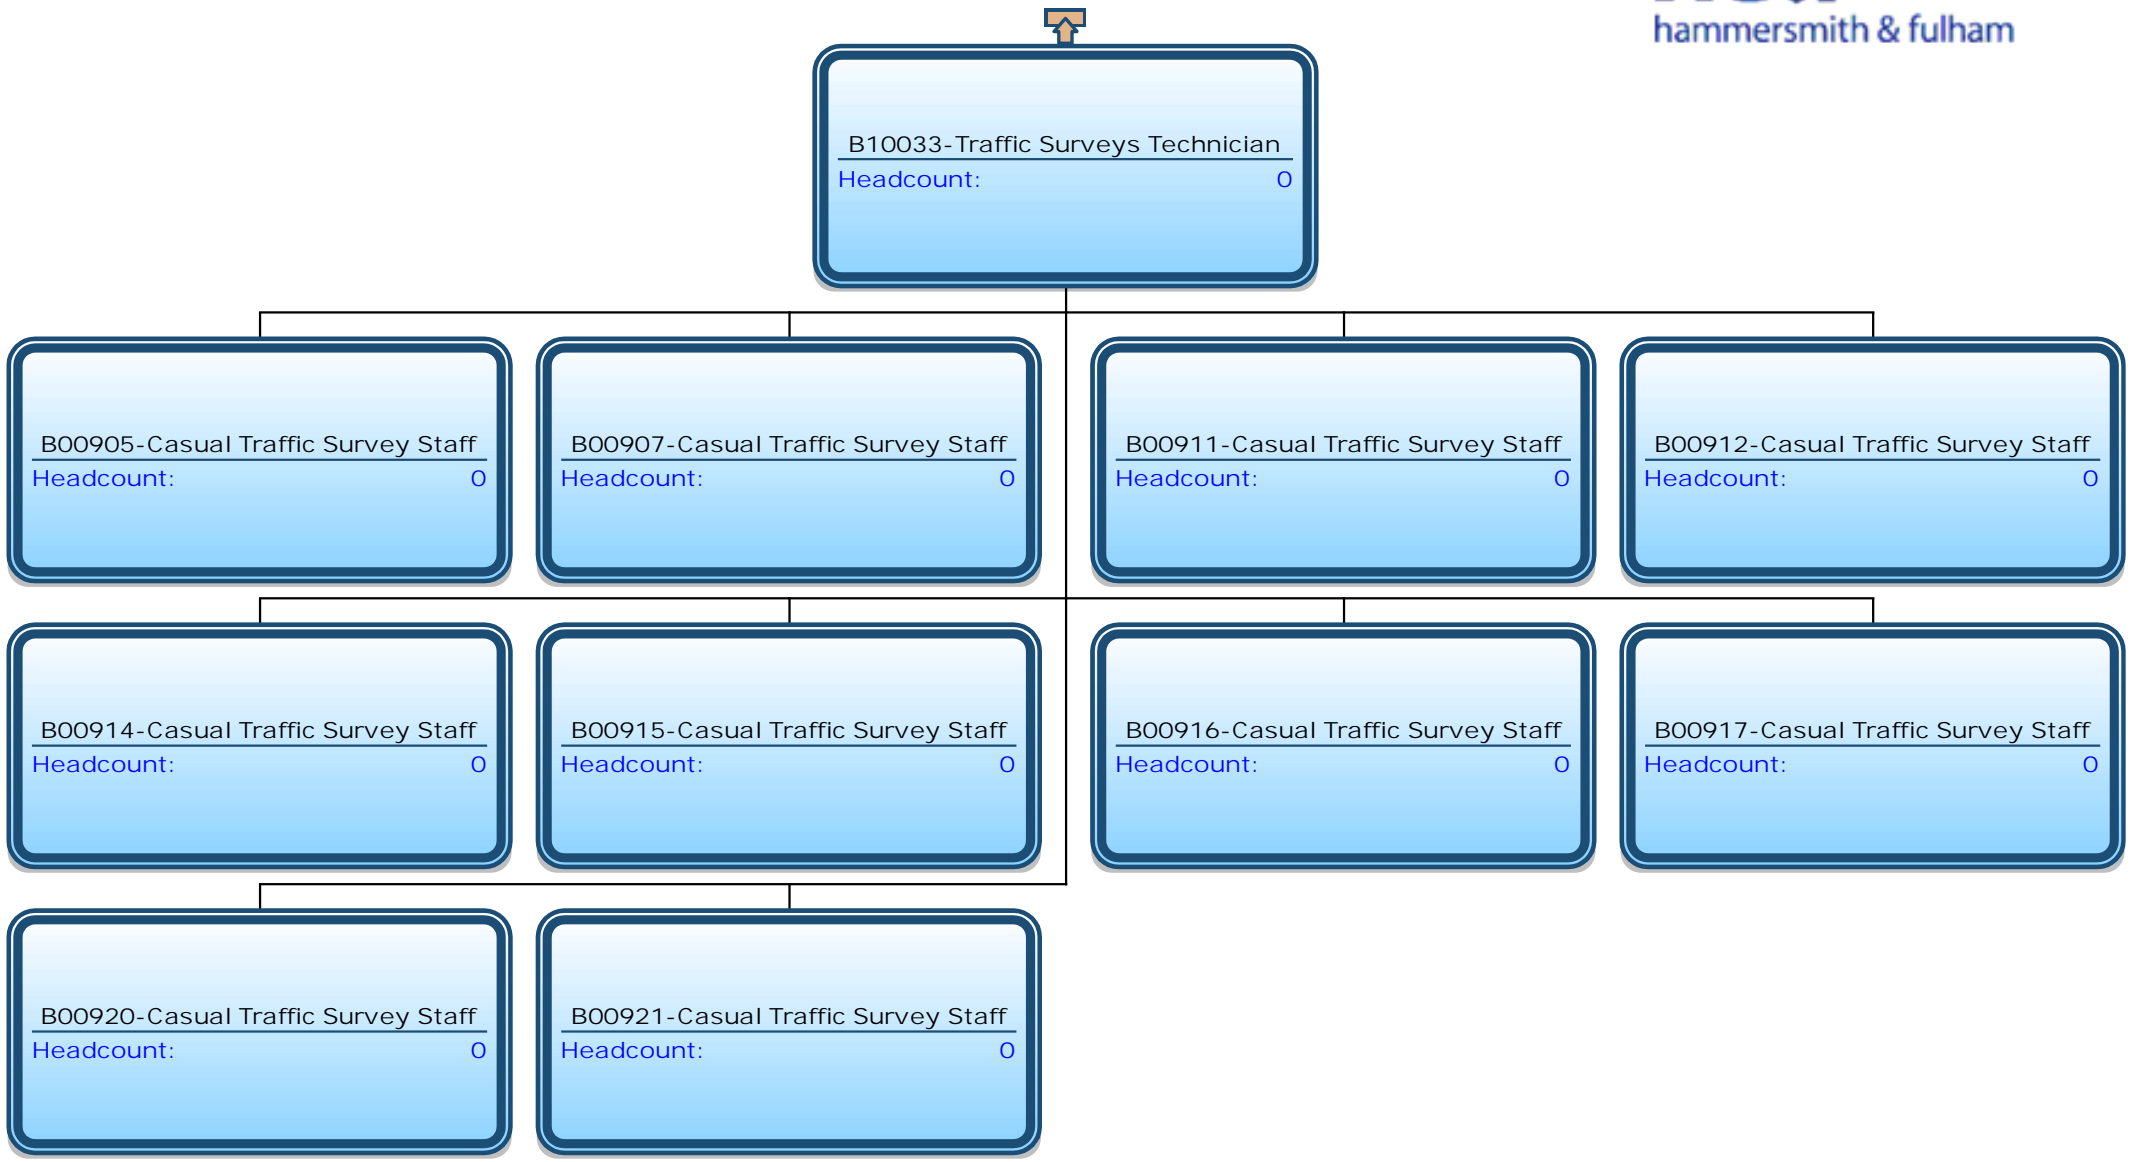 hammersmith & fulham
B10033-Traffic Surveys Technician
Headcount: 0
B00905-Casual Traffic Survey Staff
Headcount: 0
B00907-Casual Traffic Survey Staff
Headcount: 0
B00911-Casual Traffic Survey Staff
Headcount: 0
B00912-Casual Traffic Survey Staff
Headcount: 0
B00914-Casual Traffic Survey Staff
Headcount: 0
B00915-Casual Traffic Survey Staff
Headcount: 0
B00916-Casual Traffic Survey Staff
Headcount: 0
B00917-Casual Traffic Survey Staff
Headcount: 0
B00920-Casual Traffic Survey Staff
Headcount: 0
B00921-Casual Traffic Survey Staff
Headcount: 0